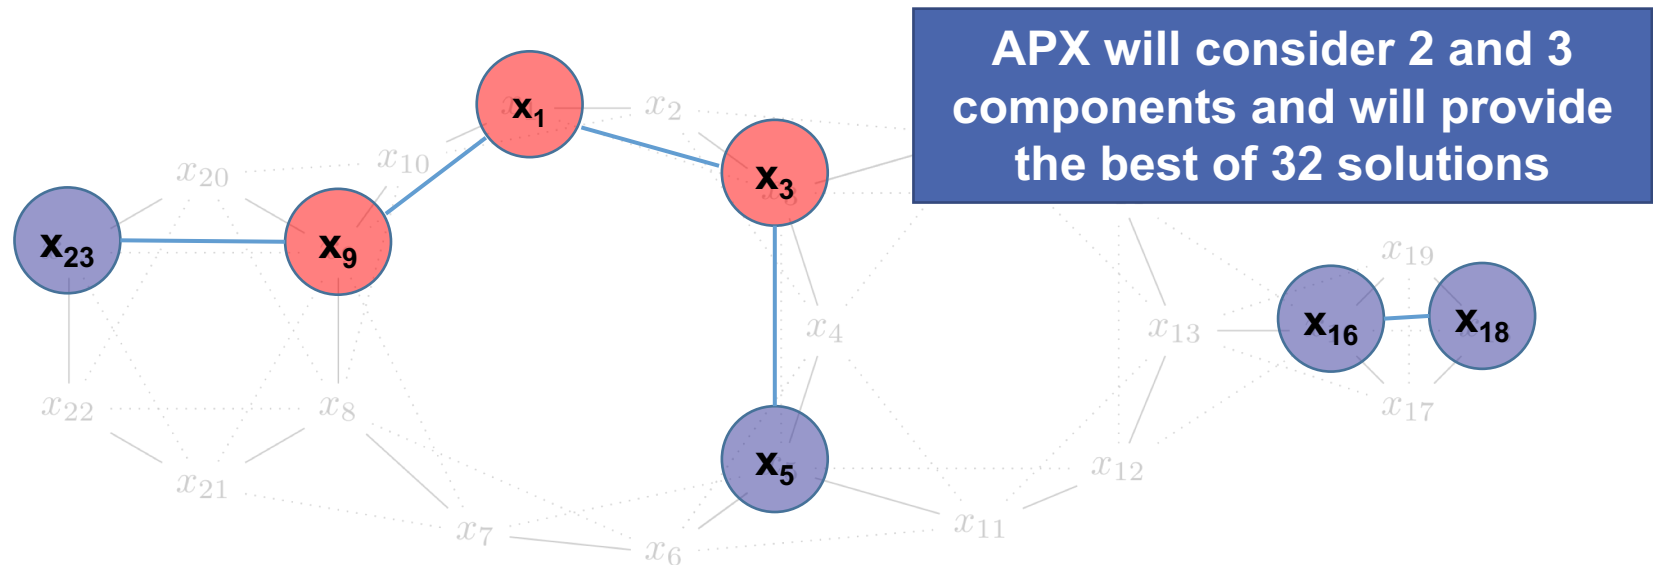 APX will consider 2 and 3
components and will provide
the best of 32 solutions
x1
x2
x3
x10
x20
x23
x9
x19
x16
x18
x4
x13
x22
x8
x17
x5
x12
x21
x7
x6
x11